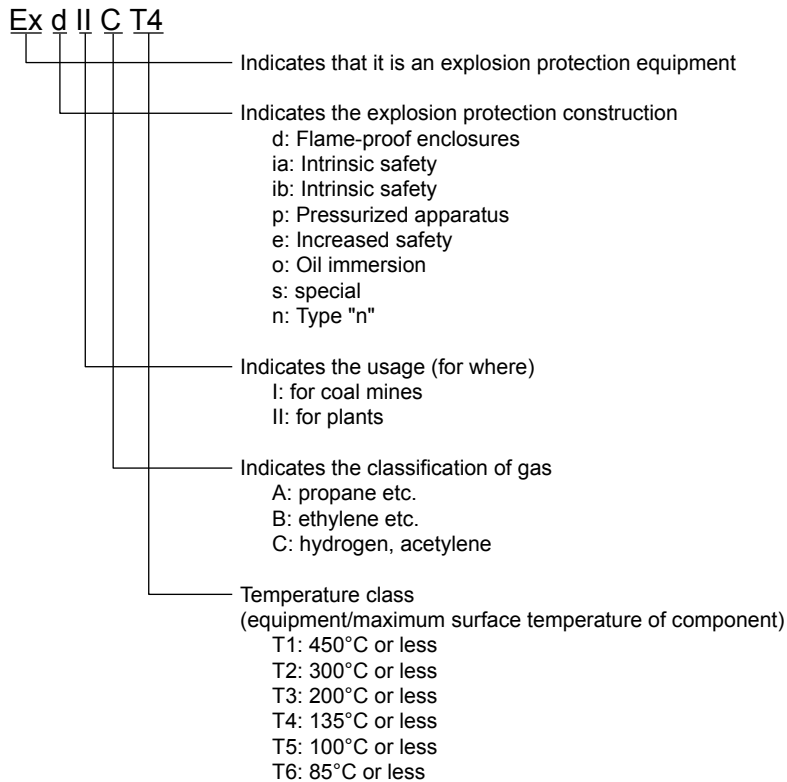 Ex d II C T4
Indicates that it is an explosion protection equipment
Indicates the explosion protection construction
d: Flame-proof enclosures
ia: Intrinsic safety
ib: Intrinsic safety
p: Pressurized apparatus
e: Increased safety
o: Oil immersion
s: special
n: Type "n"
Indicates the usage (for where)
I: for coal mines
II: for plants
Indicates the classification of gas
A: propane etc.
B: ethylene etc.
C: hydrogen, acetylene
Temperature class
(equipment/maximum surface temperature of component)
T1: 450°C or less
T2: 300°C or less
T3: 200°C or less
T4: 135°C or less
T5: 100°C or less
T6: 85°C or less